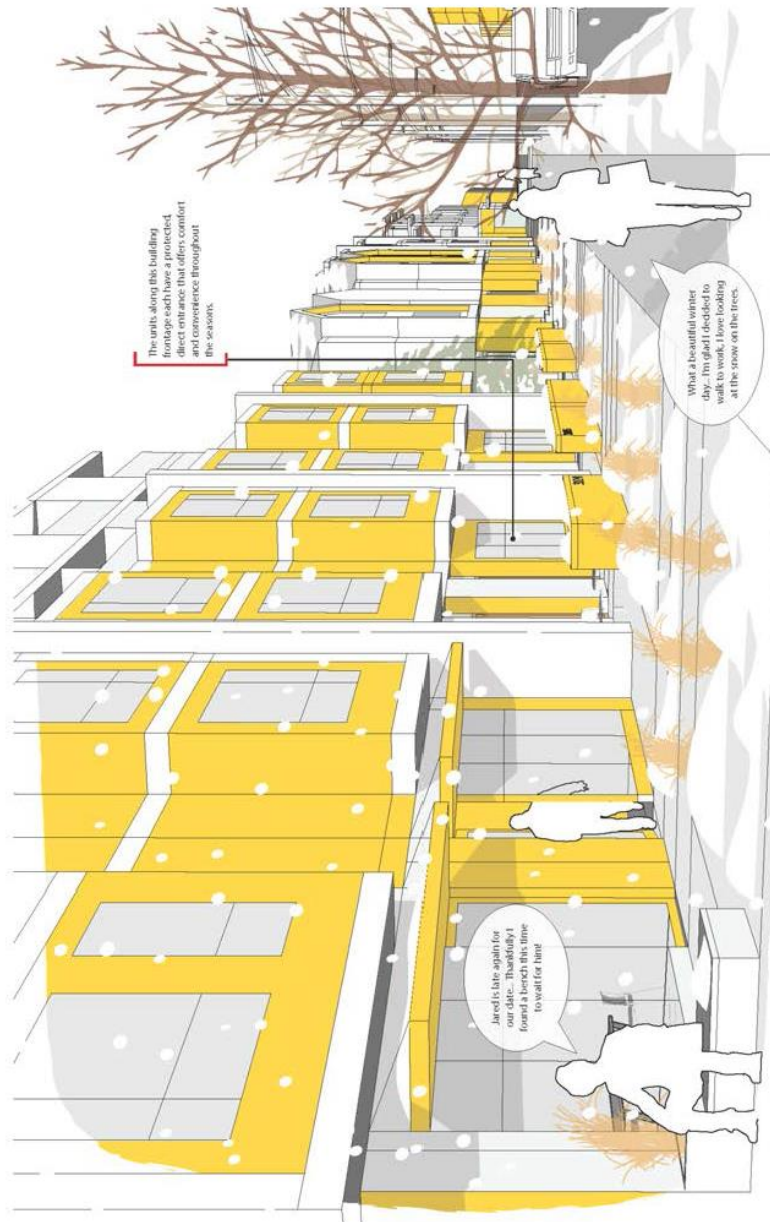 The units along this building
frontage each have a protected,
direct entrance that offers comfort
and convenience throughout
the seasons.
What a beautiful winter
day... I'm glad I decided to
walk to work, I love looking
at the snow on the trees.
Jared is late again for
our date... Thankfully I
found a bench this time
to wait for him!